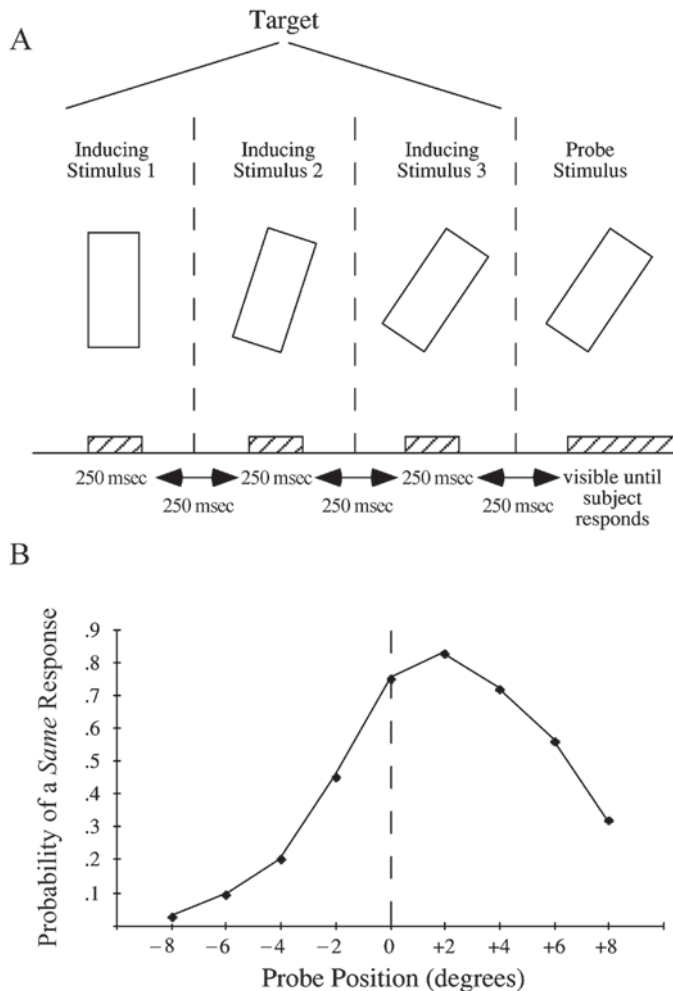 A
Target
Inducing Stimulus 1
Inducing Stimulus 2
Inducing Stimulus 3
Probe Stimulus
250 msec
250 msec
250 msec
250 msec
250 msec
250 msec
visible until
subject
responds
B
Probability of a Same Response
.9
.8
.7
.6
.5
.4
.3
.2
.1
−8 −6 −4 −2 0 +2 +4 +6 +8
Probe Position (degrees)